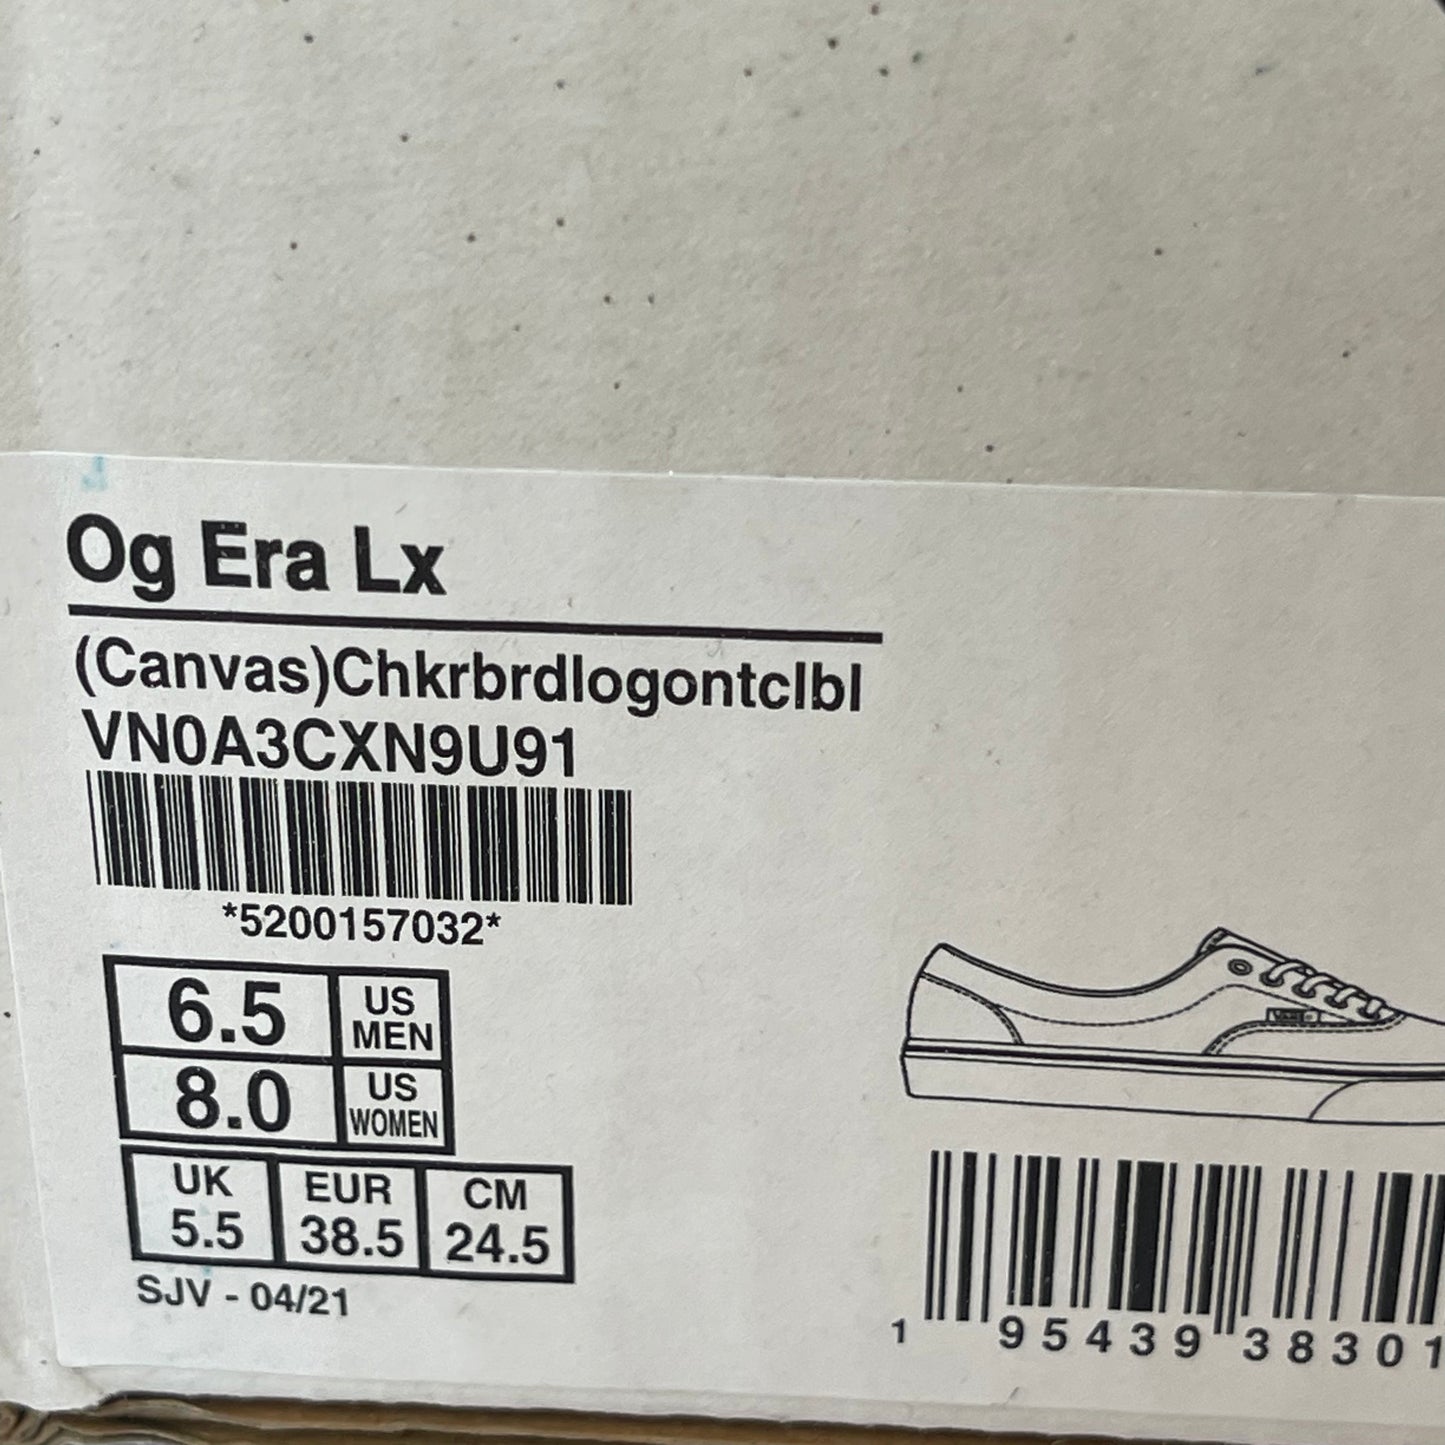 Og Era Lx
(Canvas)Chkrbrdlogontclbl
VN0A3CXN9U91
*5200157032*
6.5 US MEN
8.0 US WOMEN
UK EUR CM
5.5 38.5 24.5
SJV - 04/21
VANS
1 95439 38301